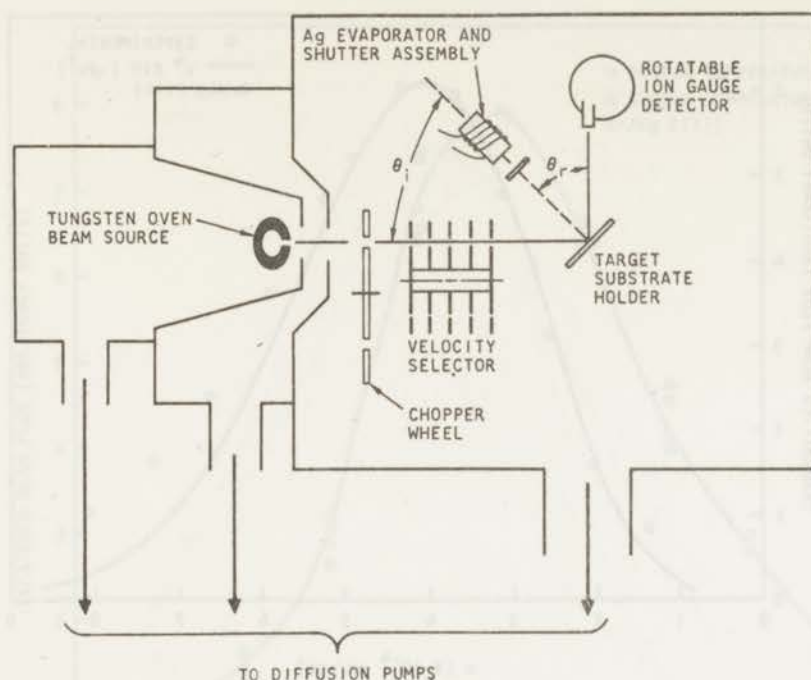 Ag EVAPORATOR AND
SHUTTER ASSEMBLY
ROTATABLE
ION GAUGE
DETECTOR
θi
θr
TUNGSTEN OVEN
BEAM SOURCE
TARGET
SUBSTRATE
HOLDER
VELOCITY
SELECTOR
CHOPPER
WHEEL
TO DIFFUSION PUMPS